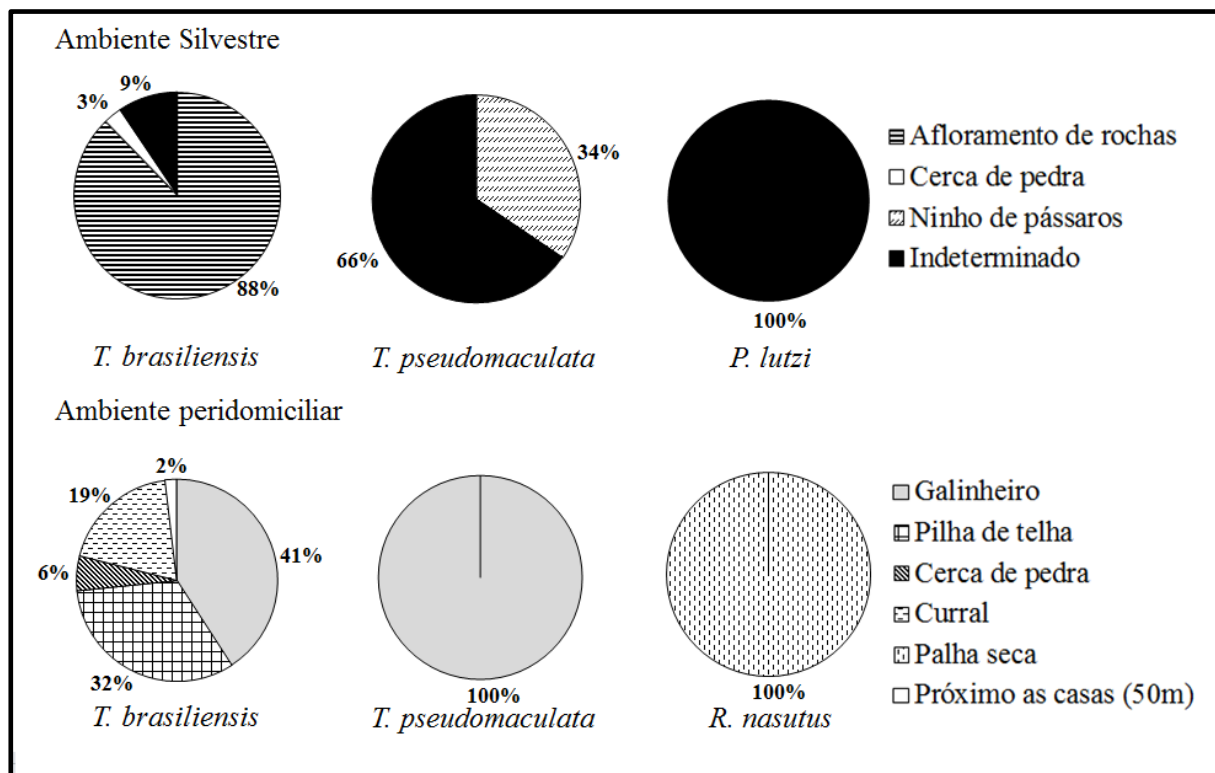 Ambiente Silvestre
9%
3%
88%
T. brasiliensis
34%
66%
T. pseudomaculata
100%
P. lutzi
Afloramento de rochas
Cerca de pedra
Ninho de pássaros
Indeterminado
Ambiente peridomiciliar
2%
19%
41%
6%
32%
T. brasiliensis
100%
T. pseudomaculata
100%
R. nasutus
Galinheiro
Pilha de telha
Cerca de pedra
Curral
Palha seca
Próximo as casas (50m)